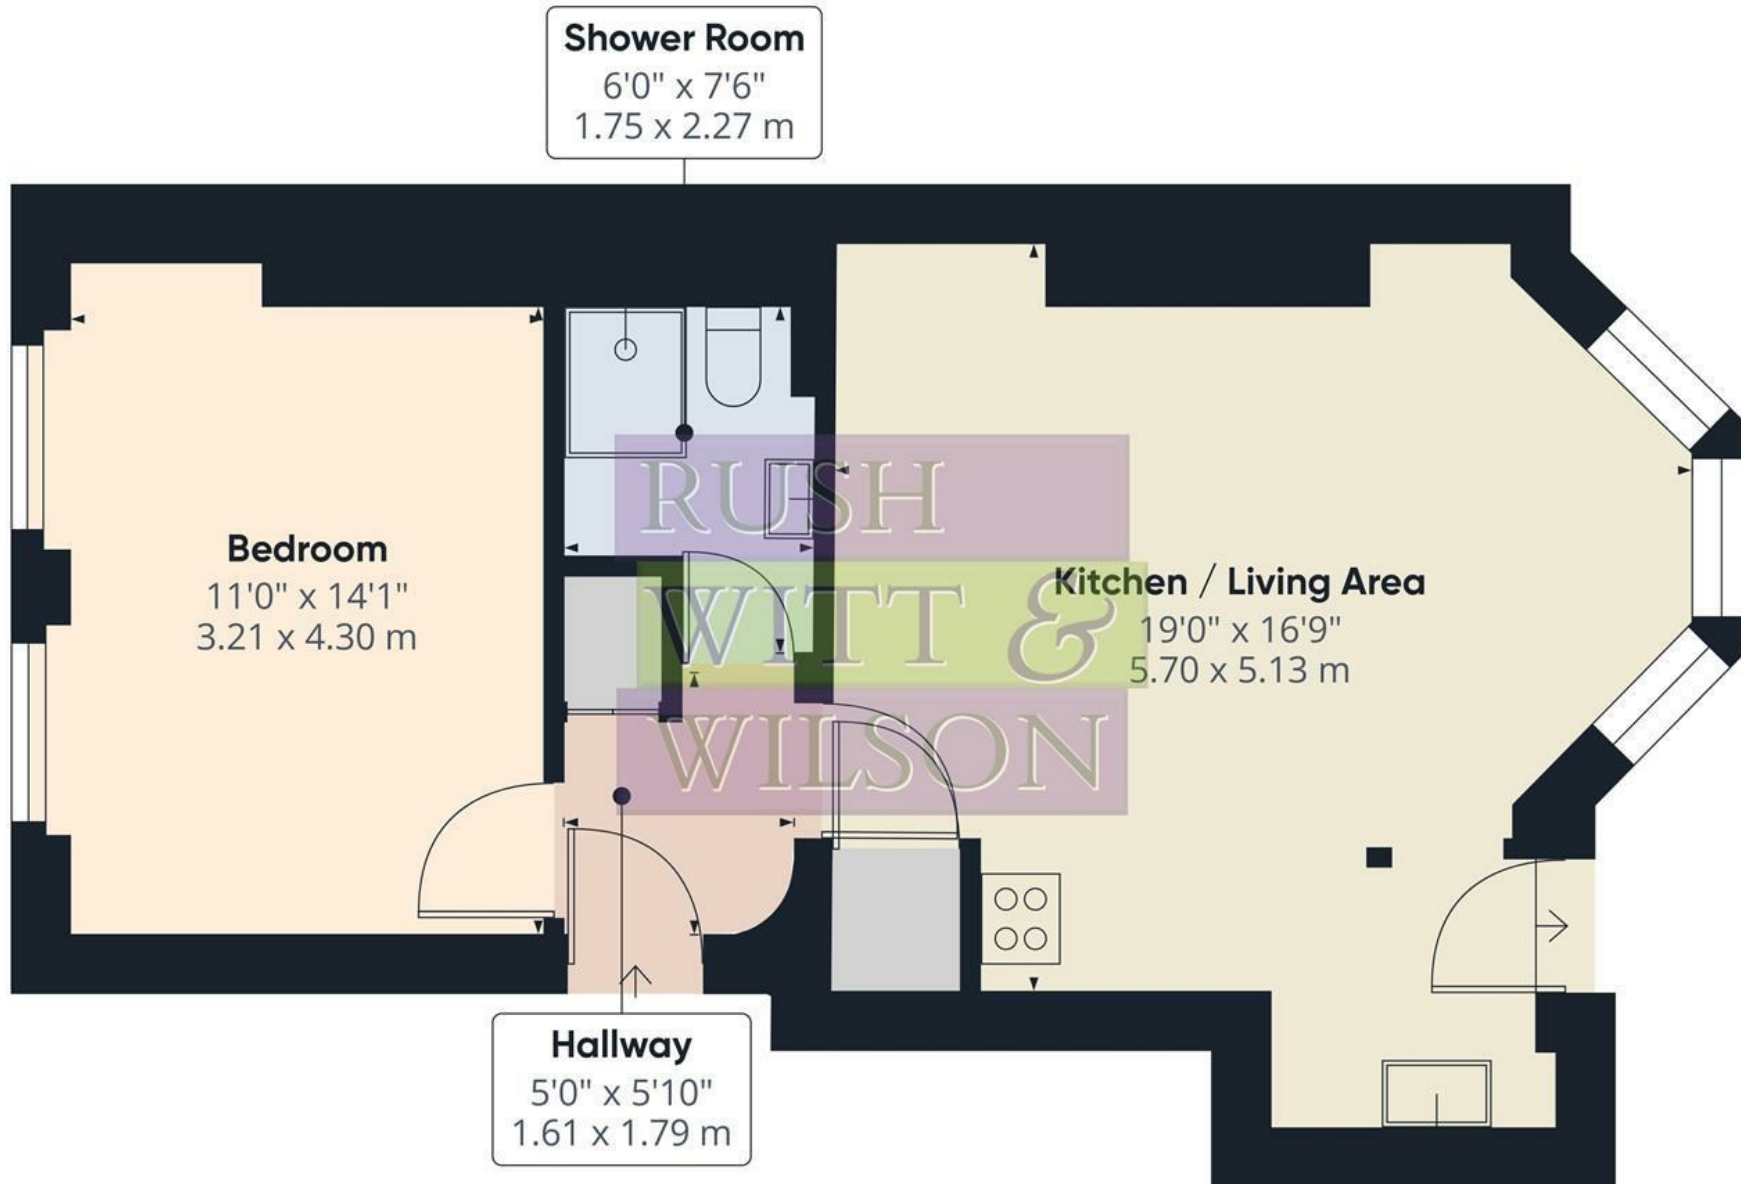 Shower Room
6'0" x 7'6"
1.75 x 2.27 m
Bedroom
11'0" x 14'1"
3.21 x 4.30 m
RUSH
WITT &
WILSON
Kitchen / Living Area
19'0" x 16'9"
5.70 x 5.13 m
Hallway
5'0" x 5'10"
1.61 x 1.79 m